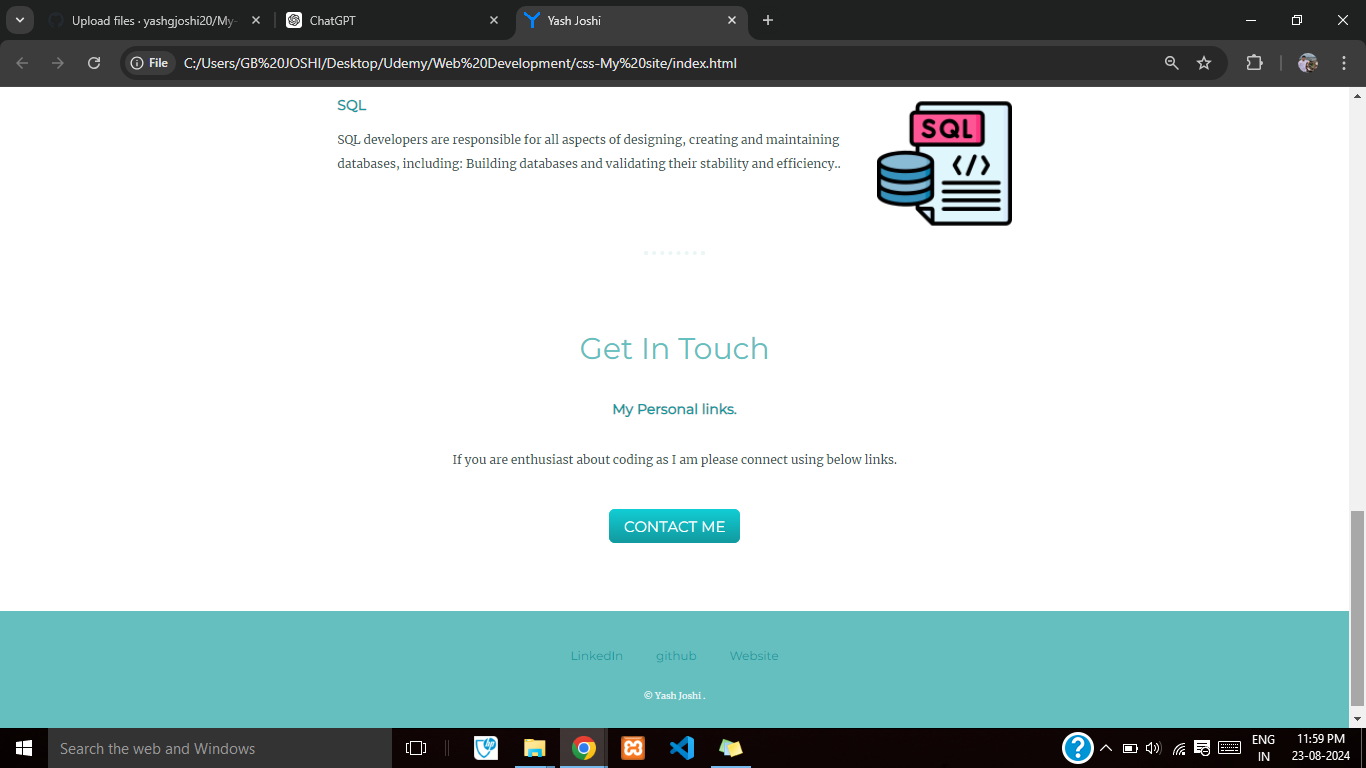 Upload files · yashgjoshi20/My-
ChatGPT
Yash Joshi
File
C:/Users/GB%20JOSHI/Desktop/Udemy/Web%20Development/css-My%20site/index.html
SQL
SQL developers are responsible for all aspects of designing, creating and maintaining
databases, including: Building databases and validating their stability and efficiency..
SQL
</>
Get In Touch
My Personal links.
If you are enthusiast about coding as I am please connect using below links.
CONTACT ME
LinkedIn github Website
© Yash Joshi .
Search the web and Windows
ENG
IN
11:59 PM
23-08-2024